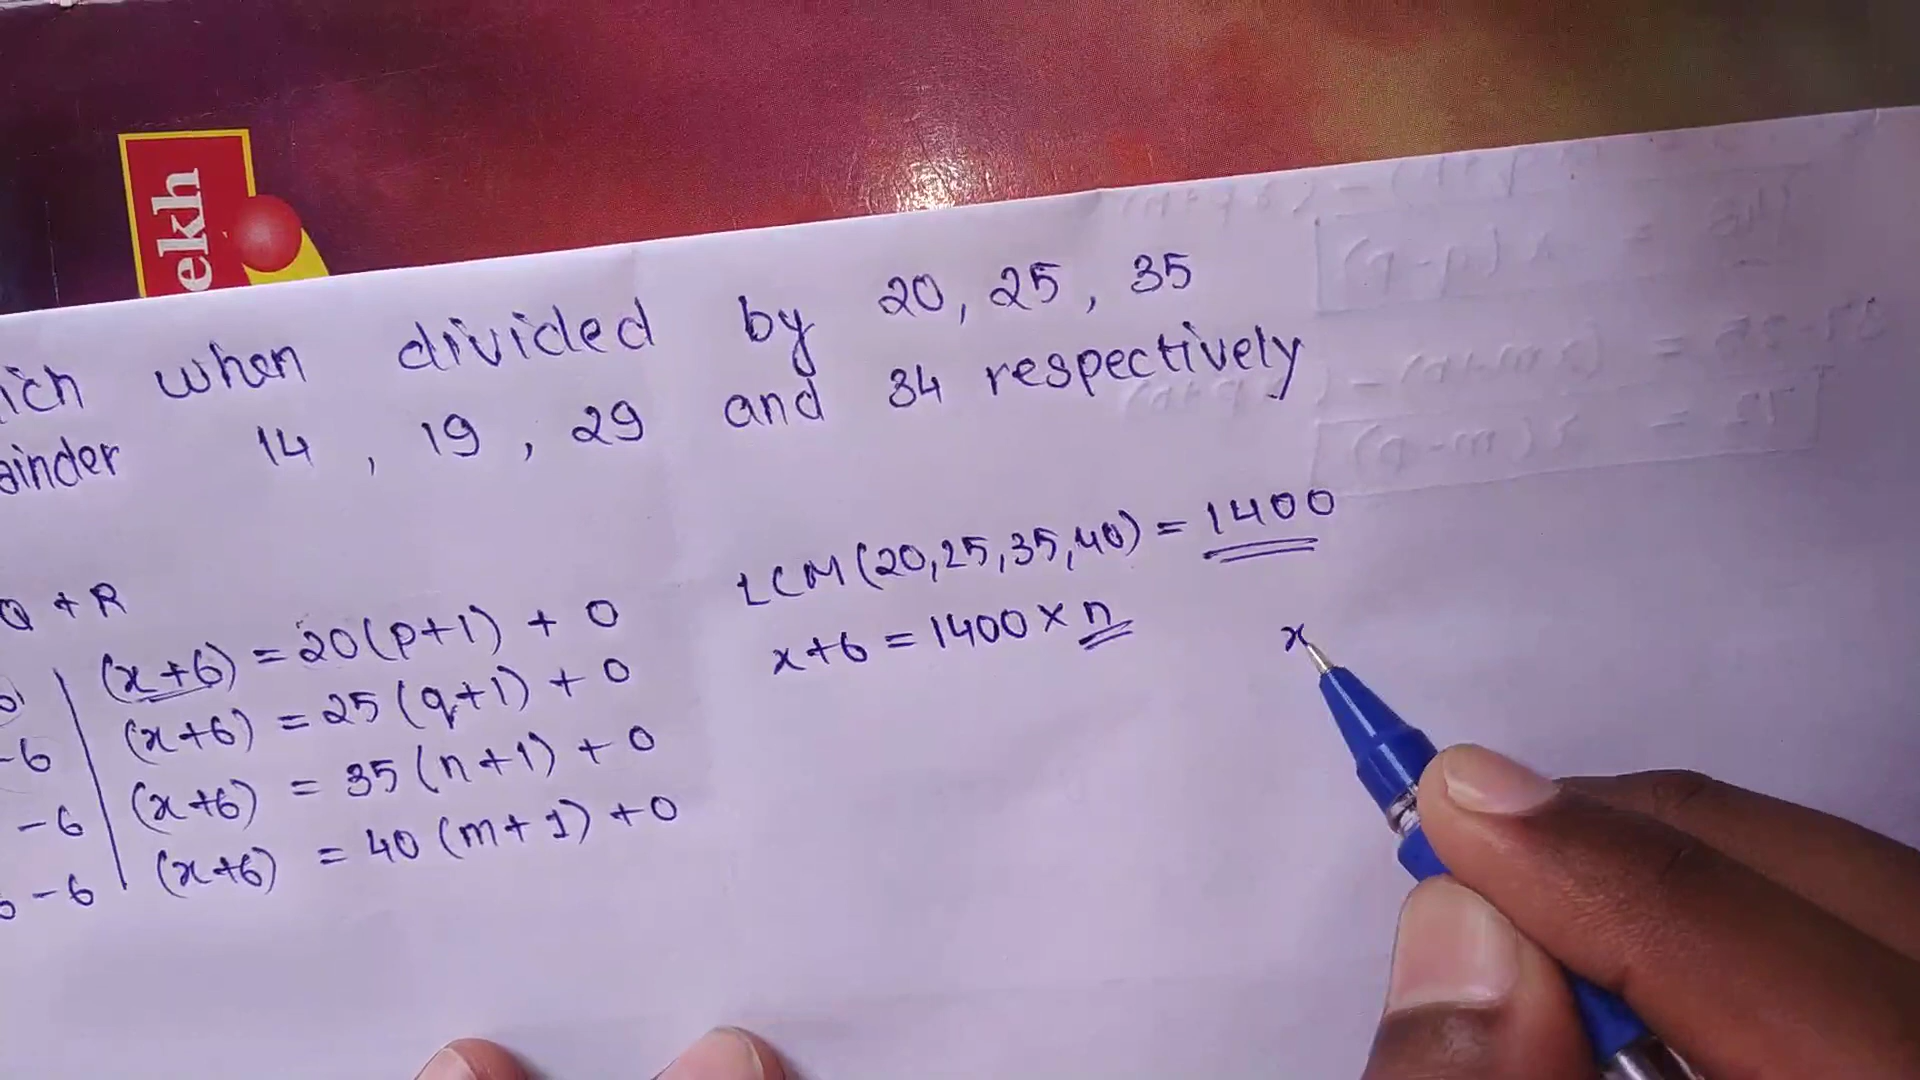 ekh
ich when divided by 20, 25, 35
ainder 14, 19, 29 and 34 respectively
LCM(20,25,35,40) = 1400
x+6 = 1400 × n
x
Q + R
(x+6) = 20(p+1) + 0
-6 (x+6) = 25(q+1) + 0
-6 (x+6) = 35(n+1) + 0
-6 (x+6) = 40(m+1) + 0